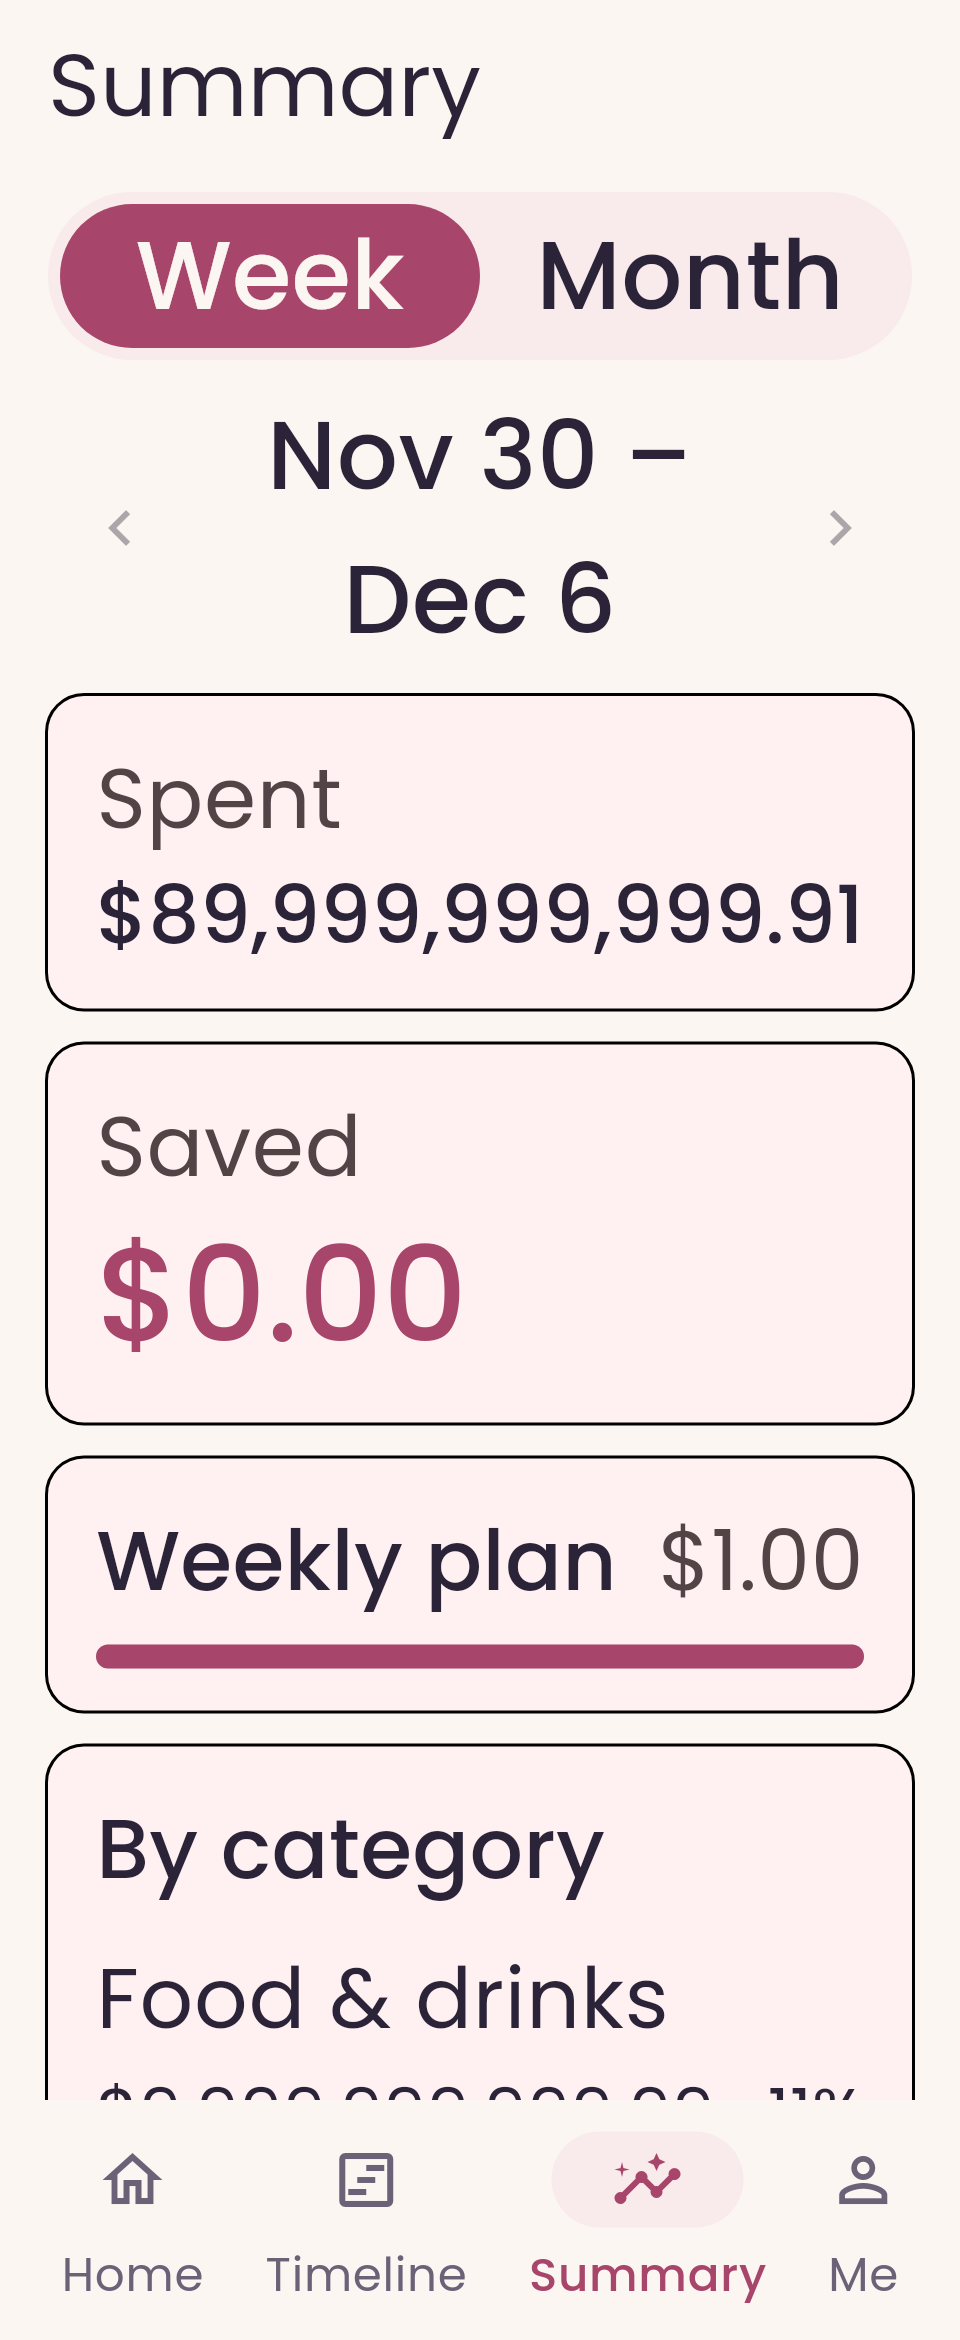 Summary
Week Month
Nov 30 –
Dec 6
Spent
$89,999,999,999.91
Saved
$0.00
Weekly plan $1.00
By category
Food & drinks
11%
Home Timeline Summary Me